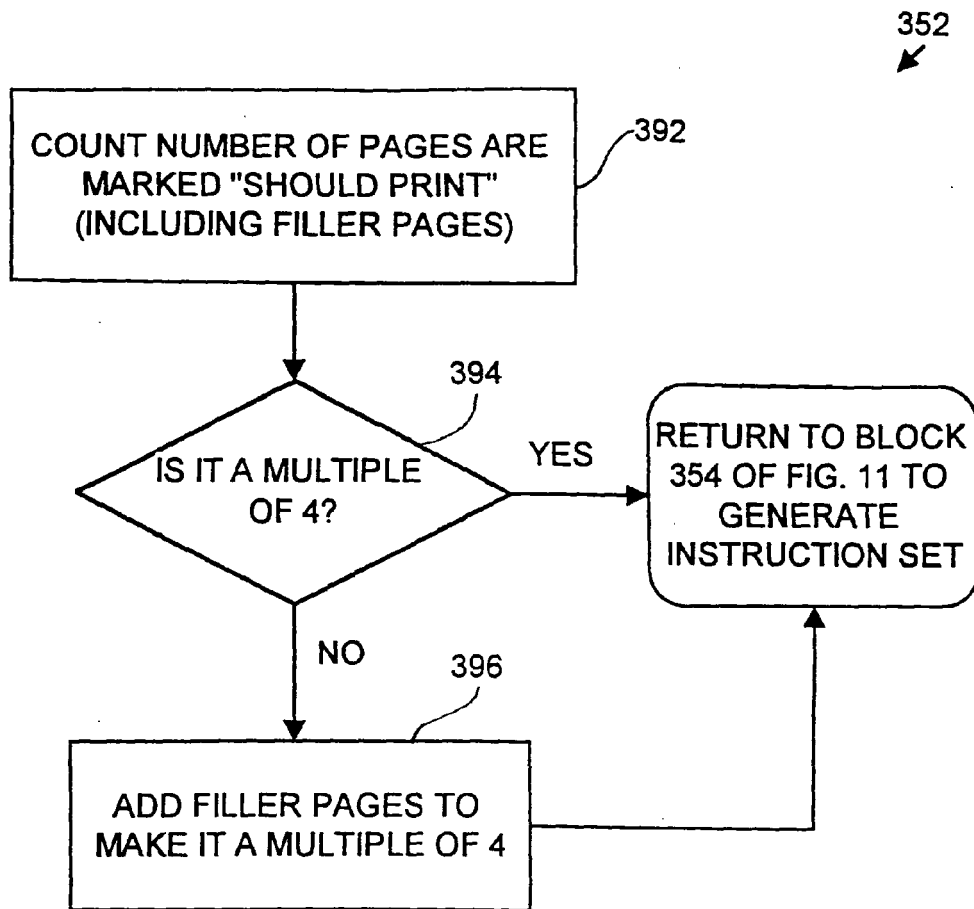 352
COUNT NUMBER OF PAGES ARE
MARKED "SHOULD PRINT"
(INCLUDING FILLER PAGES)
392
394
IS IT A MULTIPLE
OF 4?
YES
RETURN TO BLOCK
354 OF FIG. 11 TO
GENERATE
INSTRUCTION SET
NO
396
ADD FILLER PAGES TO
MAKE IT A MULTIPLE OF 4